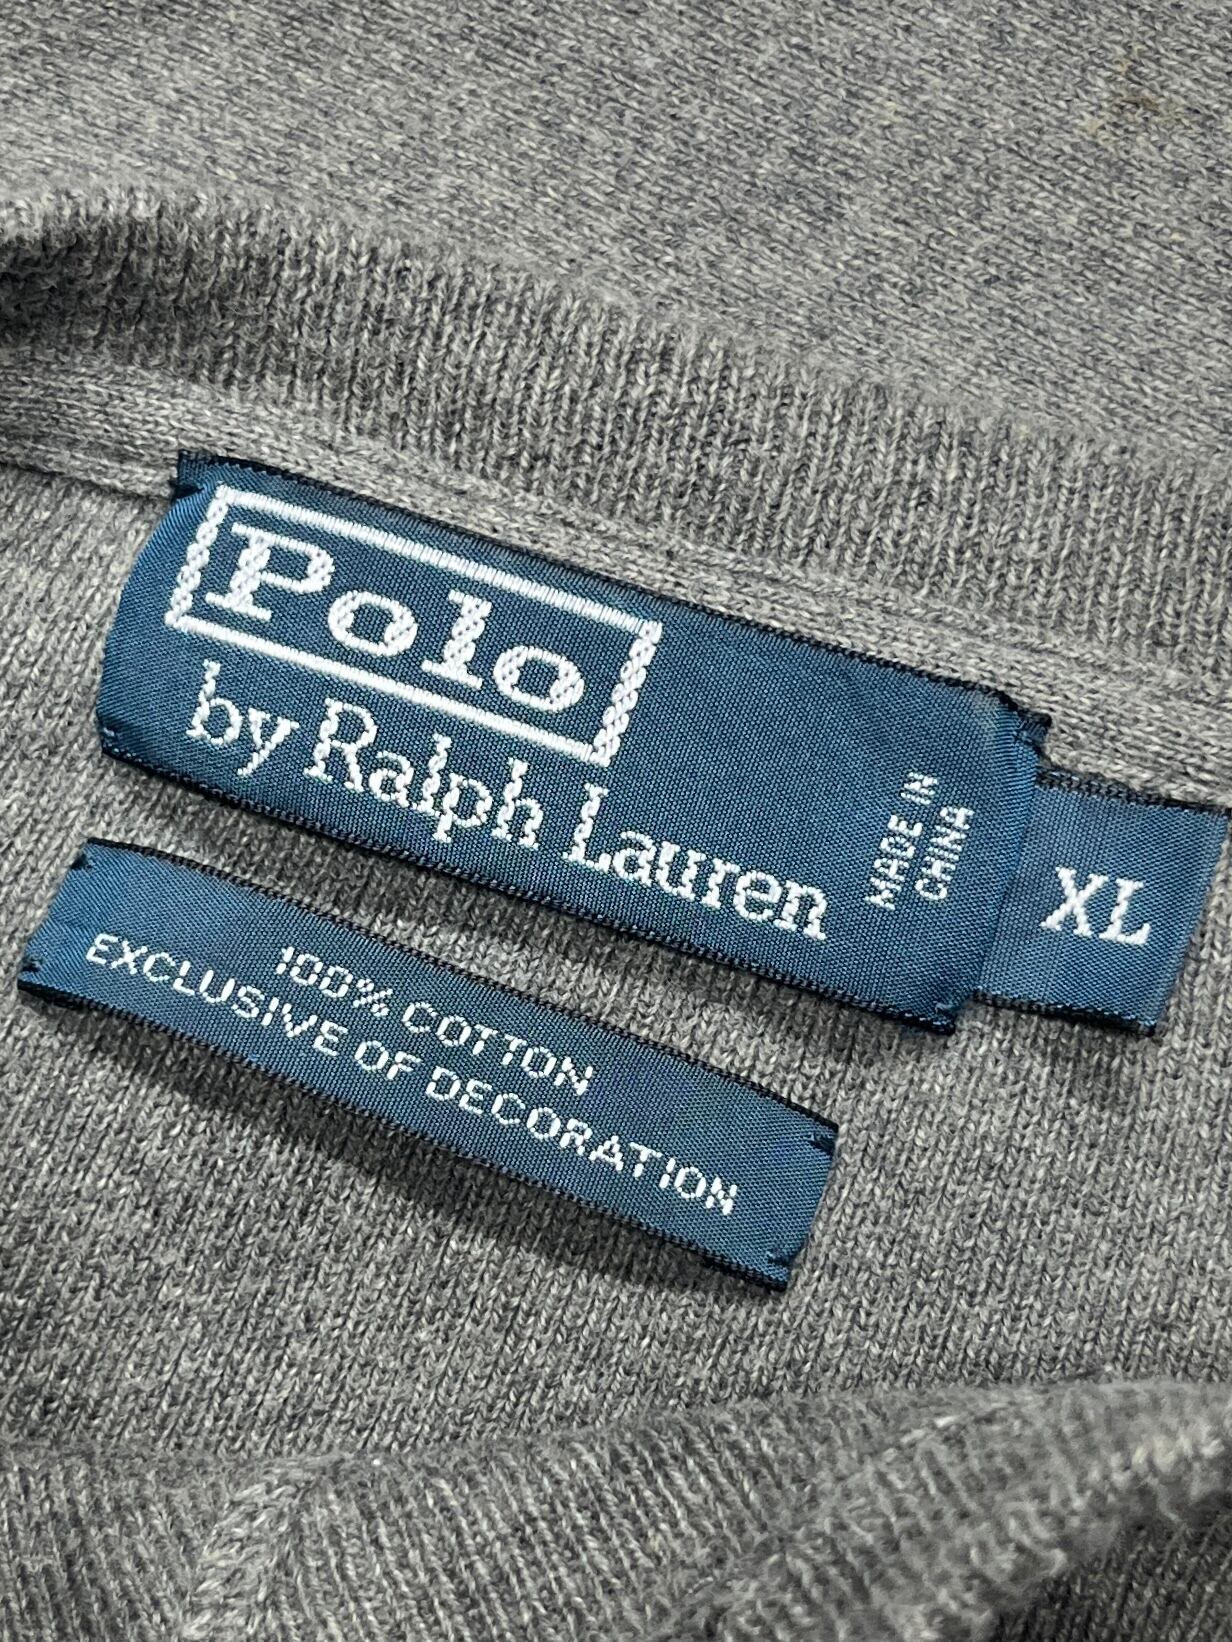 Polo
by Ralph Lauren
MADE IN
CHINA
XL
100% COTTON
EXCLUSIVE OF DECORATION